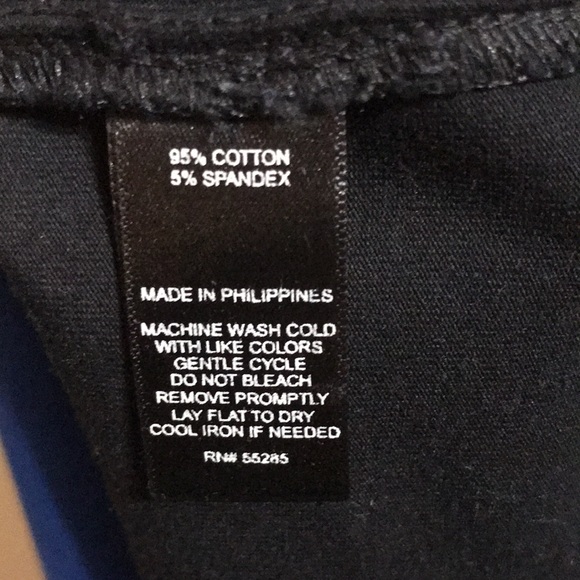 95% COTTON
5% SPANDEX
MADE IN PHILIPPINES
MACHINE WASH COLD
WITH LIKE COLORS
GENTLE CYCLE
DO NOT BLEACH
REMOVE PROMPTLY
LAY FLAT TO DRY
COOL IRON IF NEEDED
RN# 55285